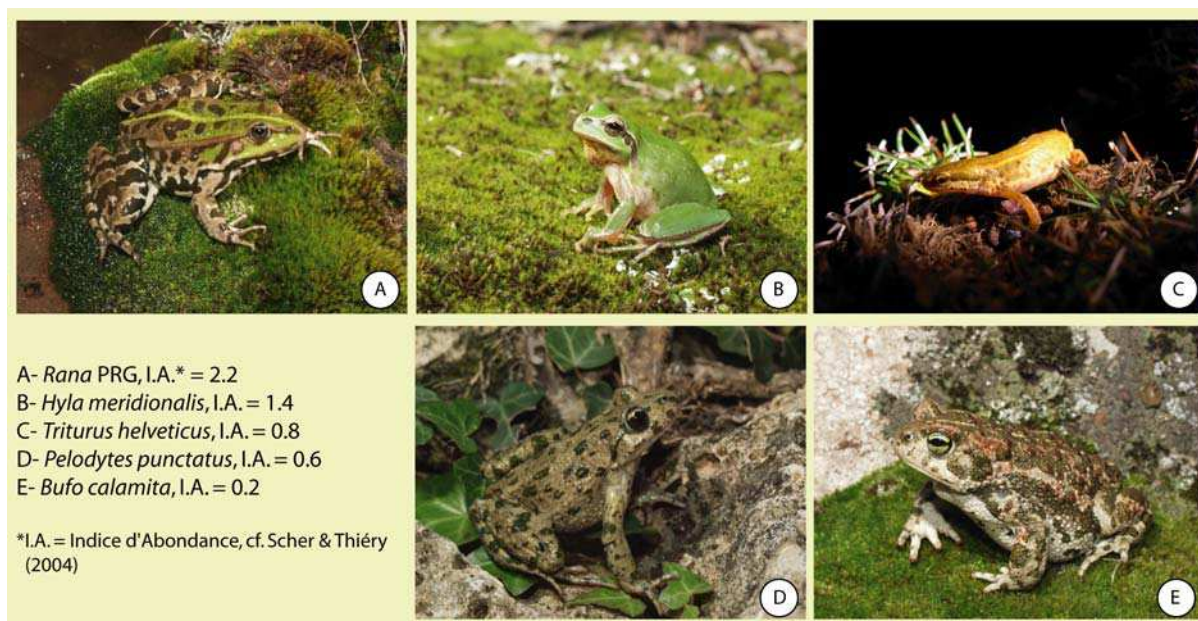 A
B
C
A- Rana PRG, I.A.* = 2.2
B- Hyla meridionalis, I.A. = 1.4
C- Triturus helveticus, I.A. = 0.8
D- Pelodytes punctatus, I.A. = 0.6
E- Bufo calamita, I.A. = 0.2
*I.A. = Indice d'Abondance, cf. Scher & Thiéry
(2004)
D
E